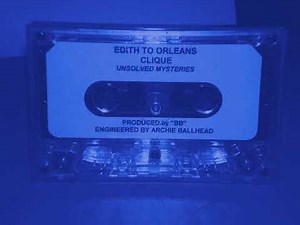 EDITH TO ORLEANS
CLIQUE
UNSOLVED MYSTERIES
PRODUCED by "BB"
ENGINEERED BY ARCHIE BALLHEAD